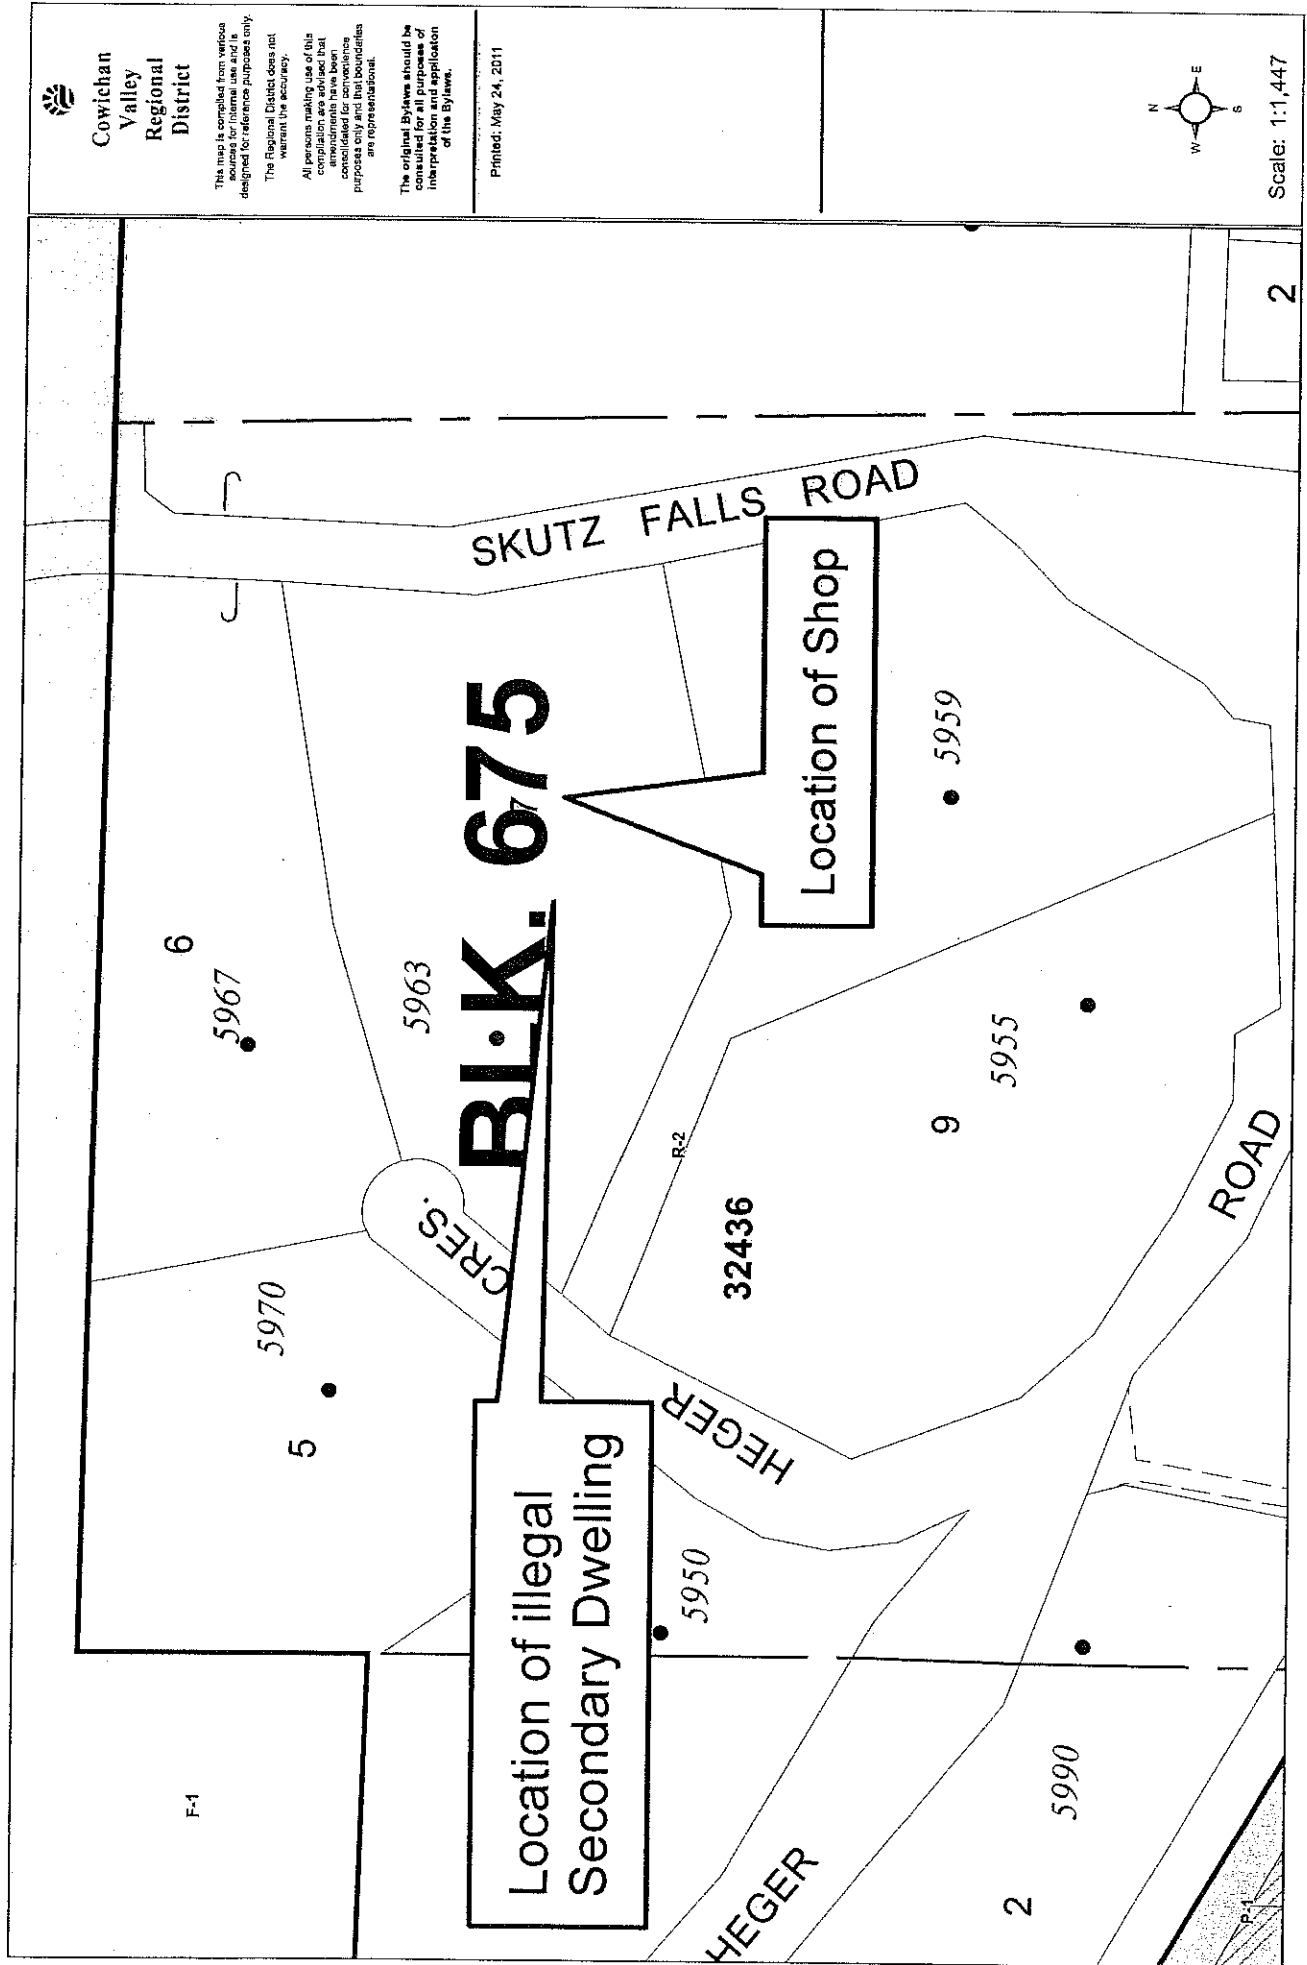 Cowichan
Valley
Regional
District
This map is compiled from various
sources for internal use and is
designed for reference purposes only.
The Regional District does not
warrant the accuracy.
All persons making use of this
compilation are advised that
amendments have been
consolidated for convenience
purposes only and that boundaries
are representational.
The original Bylaws should be
consulted for all purposes of
interpretation and application
of the Bylaws.
Printed: May 24, 2011
N
W
E
S
Scale: 1:1,447
F-1
5
5970
6
5967
5963
BLK. 675
7
CRES.
HEGER
SKUTZ FALLS ROAD
Location of Shop
Location of illegal
Secondary Dwelling
R-2
32436
9
5955
5959
5950
HEGER
ROAD
2
5990
P-1
2